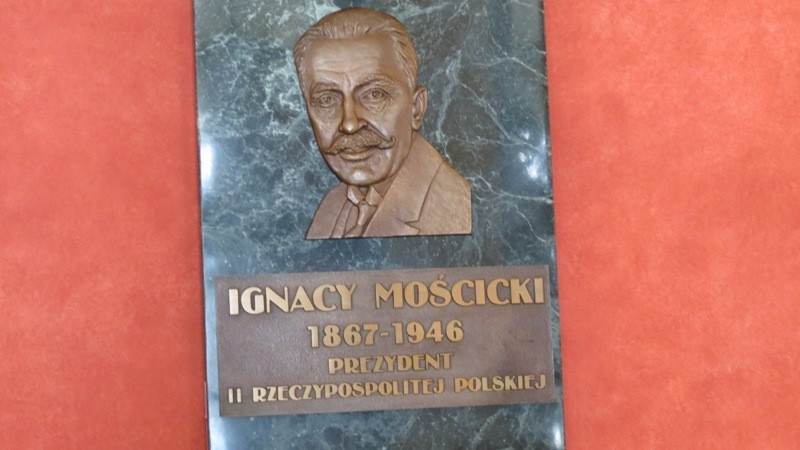 IGNACY MOŚCICKI
1867-1946
PREZYDENT
II RZECZYPOSPOLITEJ POLSKIEJ